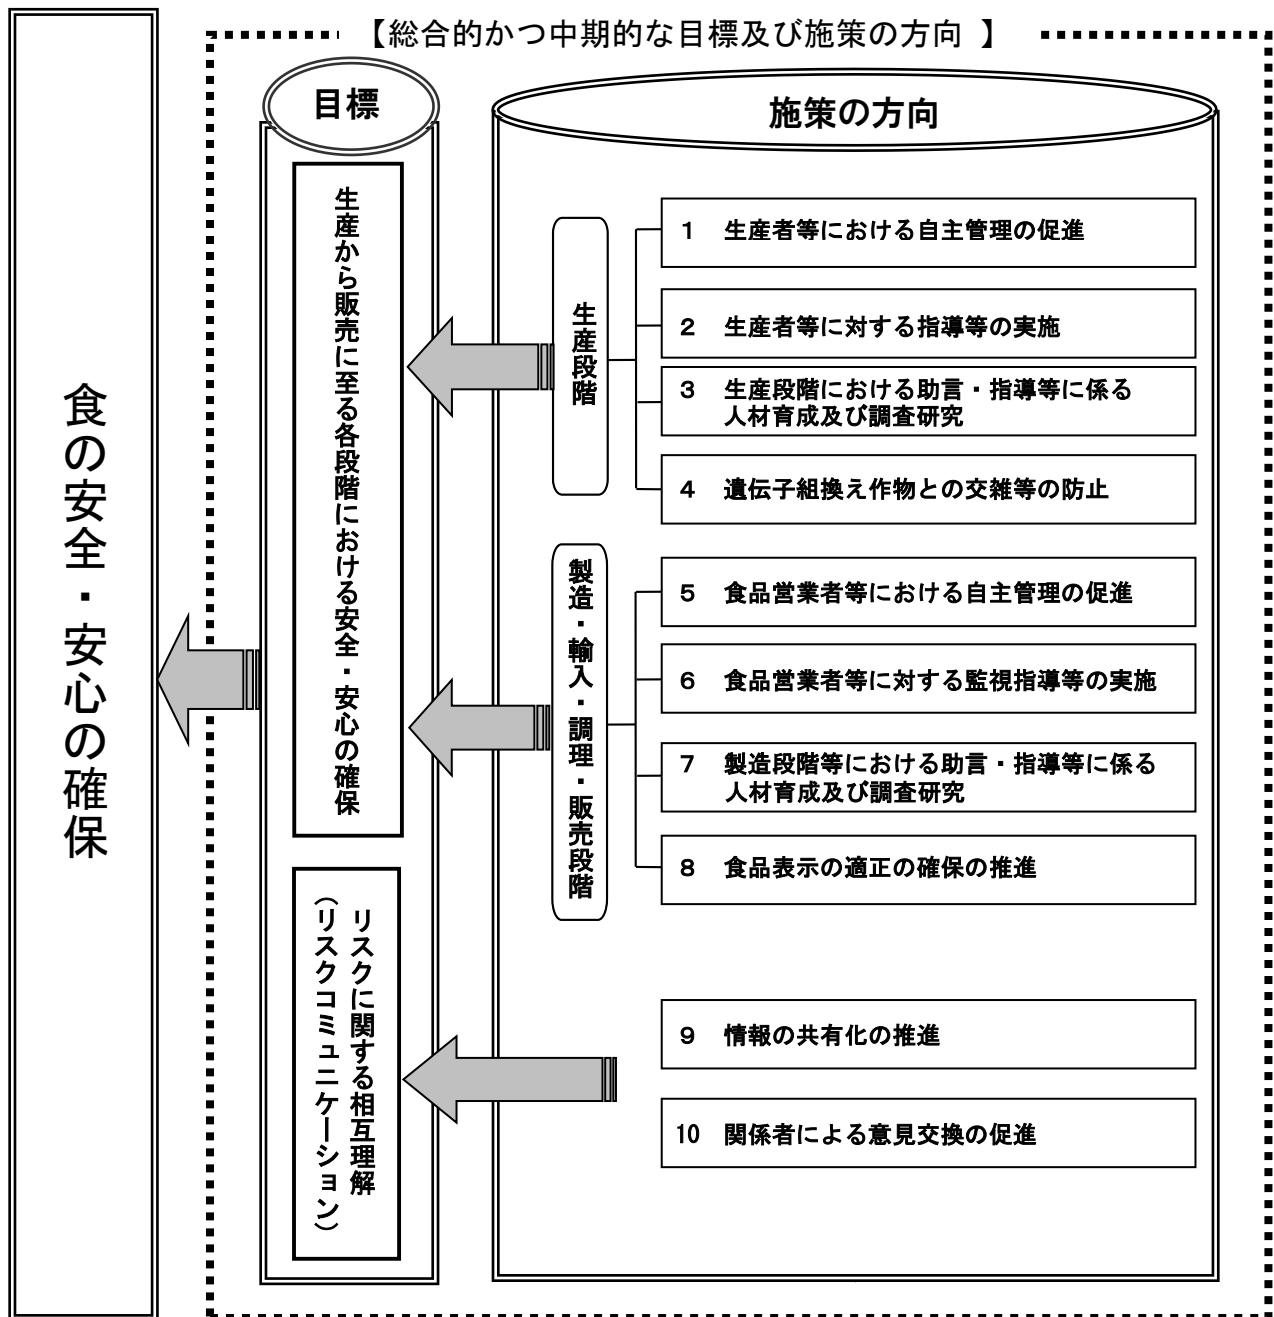 【総合的かつ中期的な目標及び施策の方向 】
食の安全・安心の確保
目標
生産から販売に至る各段階における安全・安心の確保
リスクに関する相互理解
(リスクコミュニケーション)
施策の方向
生産段階
1 生産者等における自主管理の促進
2 生産者等に対する指導等の実施
3 生産段階における助言・指導等に係る
人材育成及び調査研究
4 遺伝子組換え作物との交雑等の防止
製造・輸入・調理・販売段階
5 食品営業者等における自主管理の促進
6 食品営業者等に対する監視指導等の実施
7 製造段階等における助言・指導等に係る
人材育成及び調査研究
8 食品表示の適正の確保の推進
9 情報の共有化の推進
10 関係者による意見交換の促進